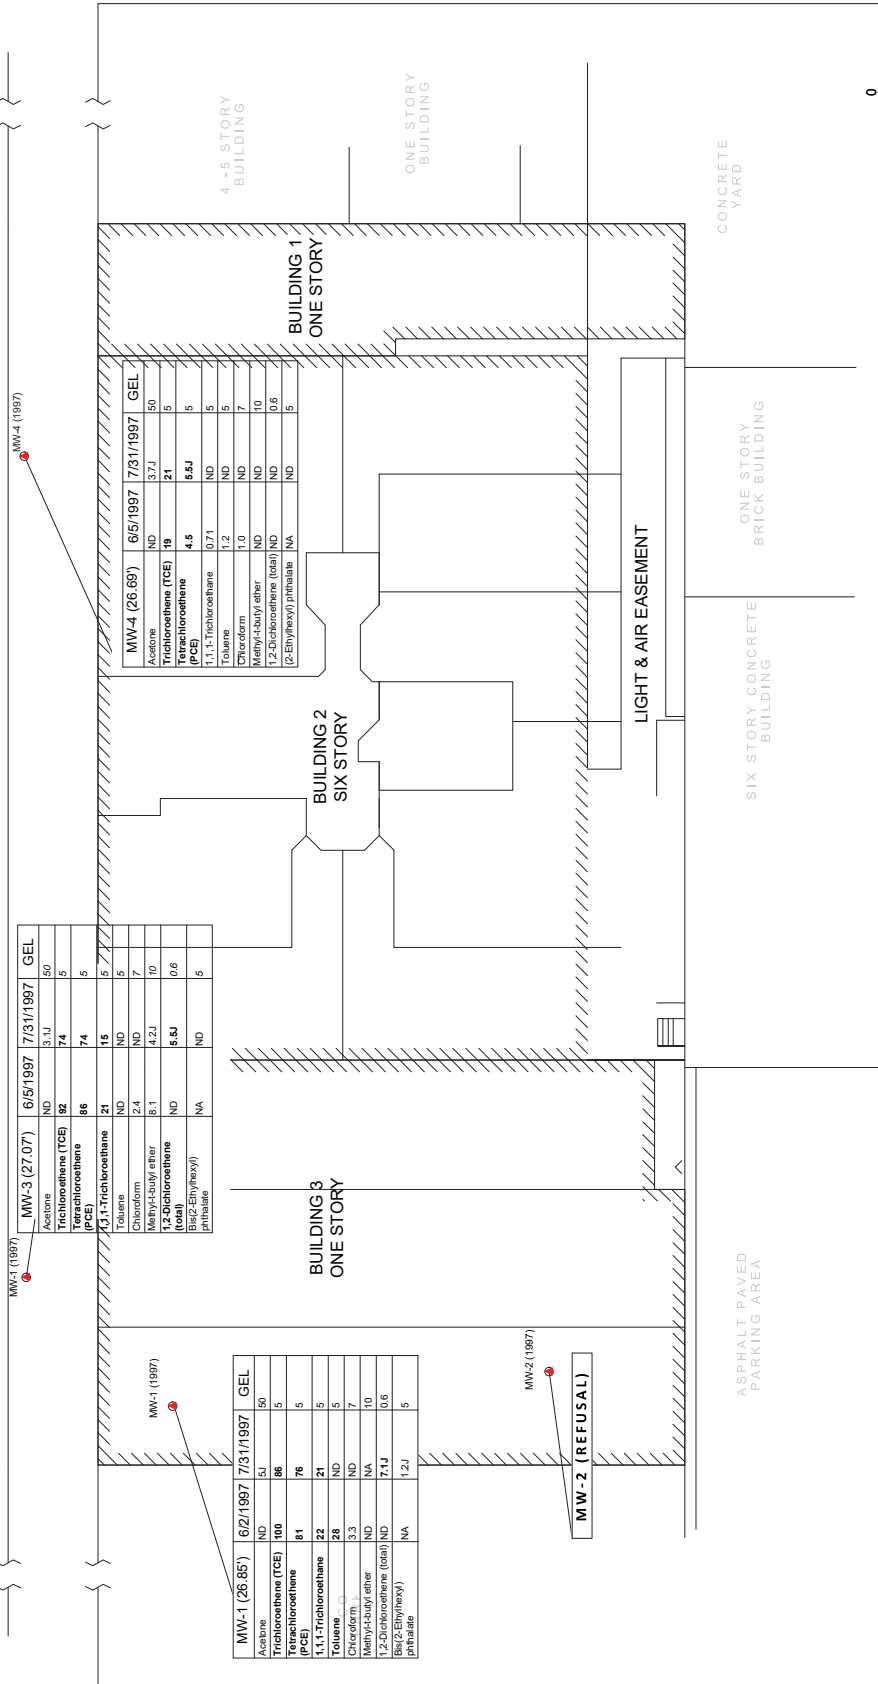 MW-1 (1997)
MW-3 (27.07') 6/5/1997 7/31/1997 GEL
Acetone ND 3.1J 50
Trichloroethene (TCE) 92 74 5
Tetrachloroethene
(PCE) 86 74 5
1,1,1-Trichloroethane 21 15 5
Toluene ND ND 5
Chloroform 2.4 ND 7
Methyl-t-butyl ether 8.1 4.2J 10
1,2-Dichloroethene
(total) ND 5.5J 0.6
Bis(2-Ethylhexyl)
phthalate NA ND 5
MW-4 (1997)
MW-4 (26.69') 6/5/1997 7/31/1997 GEL
Acetone ND 3.7J 50
Trichloroethene (TCE) 19 21 5
Tetrachloroethene
(PCE) 4.5 5.5J 5
1,1,1-Trichloroethane 0.71 ND 5
Toluene 1.2 ND 5
Chloroform 1.0 ND 7
Methyl-t-butyl ether ND ND 10
1,2-Dichloroethene (total) ND ND 0.6
(2-Ethylhexyl) phthalate NA ND 5
MW-1 (1997)
MW-1 (26.85') 6/2/1997 7/31/1997 GEL
Acetone ND 5J 50
Trichloroethene (TCE) 100 86 5
Tetrachloroethene
(PCE) 81 76 5
1,1,1-Trichloroethane 22 21 5
Toluene 28 ND 5
Chloroform 3.3 ND 7
Methyl-t-butyl ether ND NA 10
1,2-Dichloroethene (total) ND 7.1J 0.6
Bis(2-Ethylhexyl)
phthalate NA 1.2J 5
BUILDING 3
ONE STORY
BUILDING 2
SIX STORY
BUILDING 1
ONE STORY
4 -5 STORY
BUILDING
ONE STORY
BUILDING
MW-2 (1997)
MW-2 (REFUSAL)
LIGHT & AIR EASEMENT
ASPHALT PAVED
PARKING AREA
SIX STORY CONCRETE
BUILDING
ONE STORY
BRICK BUILDING
CONCRETE
YARD
0